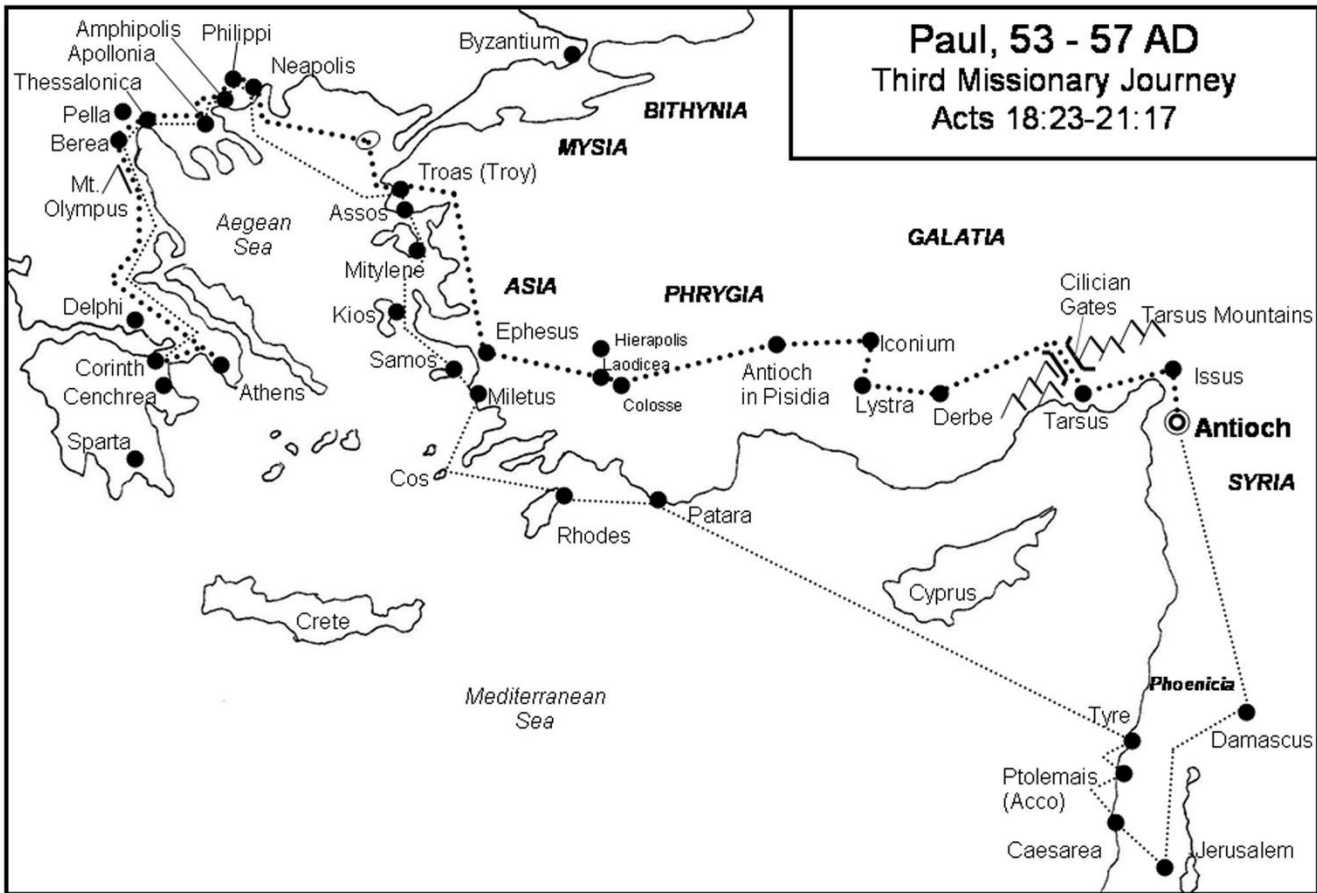 Paul, 53 - 57 AD
Third Missionary Journey
Acts 18:23-21:17
Amphipolis
Philippi
Apollonia
Neapolis
Thessalonica
Pella
Berea
Mt.
Olympus
Byzantium
BITHYNIA
MYSIA
Troas (Troy)
Assos
Aegean
Sea
Mitylene
GALATIA
ASIA
PHRYGIA
Cilician
Gates
Tarsus Mountains
Delphi
Kios
Ephesus
Hierapolis
Laodicea
Colosse
Iconium
Samos
Corinth
Cenchrea
Athens
Miletus
Antioch
in Pisidia
Lystra
Derbe
Tarsus
Issus
Antioch
Sparta
Cos
SYRIA
Rhodes
Patara
Cyprus
Crete
Mediterranean
Sea
Phoenicia
Tyre
Damascus
Ptolemais
(Acco)
Caesarea
Jerusalem